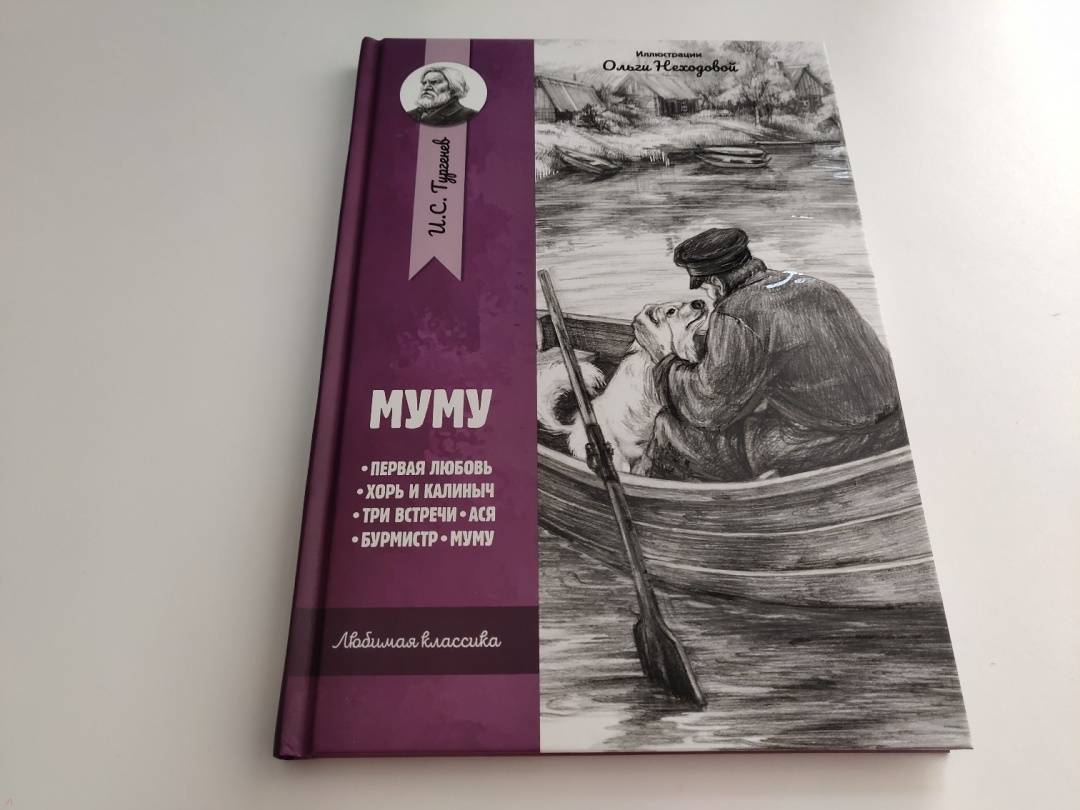 Иллюстрации
Ольги Неходовой
И.С. Тургенев
МУМУ
• ПЕРВАЯ ЛЮБОВЬ
• ХОРЬ И КАЛИНЫЧ
• ТРИ ВСТРЕЧИ • АСЯ
• БУРМИСТР • МУМУ
Любимая классика